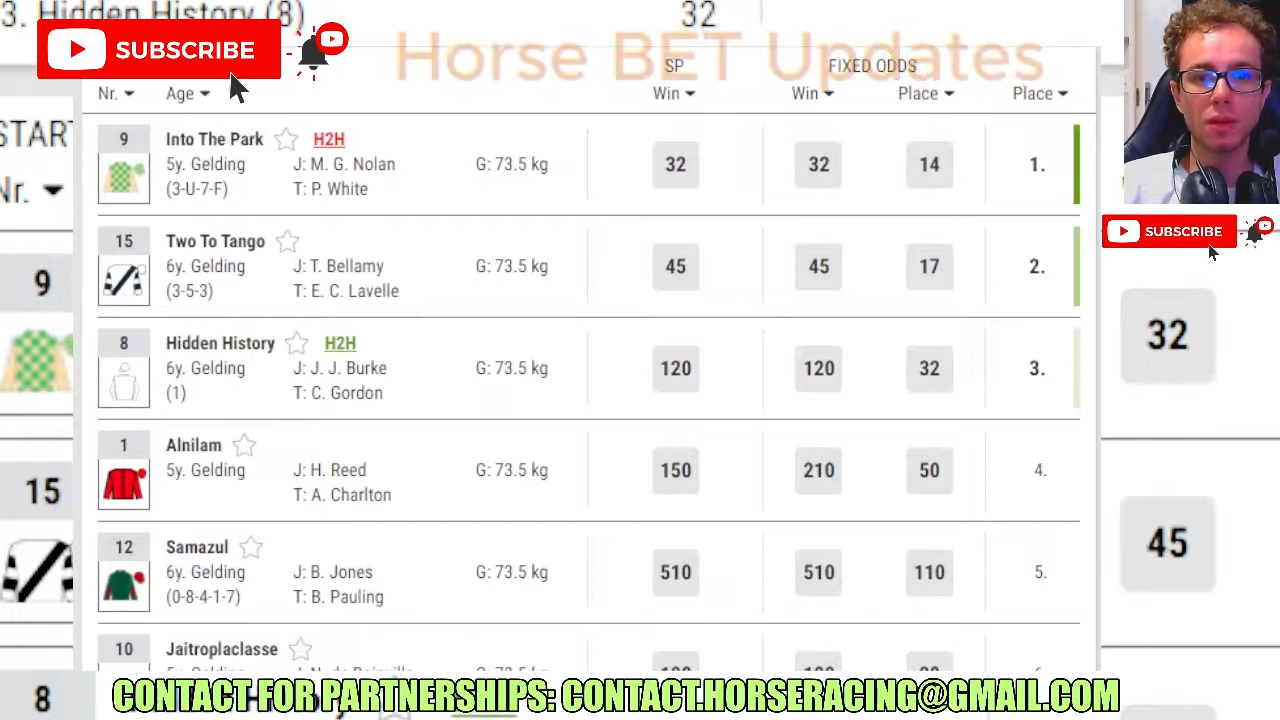 3. Hidden History (8)
32
SUBSCRIBE
Horse BET Updates
SP
FIXED ODDS
Nr.
Age
Win
Win
Place
Place
9
Into The Park
H2H
5y. Gelding
J: M. G. Nolan
G: 73.5 kg
(3-U-7-F)
T: P. White
32
32
14
1.
15
Two To Tango
6y. Gelding
J: T. Bellamy
G: 73.5 kg
(3-5-3)
T: E. C. Lavelle
45
45
17
2.
8
Hidden History
H2H
6y. Gelding
J: J. J. Burke
G: 73.5 kg
(1)
T: C. Gordon
120
120
32
3.
1
Alnilam
5y. Gelding
J: H. Reed
G: 73.5 kg
T: A. Charlton
150
210
50
4.
12
Samazul
6y. Gelding
J: B. Jones
G: 73.5 kg
(0-8-4-1-7)
T: B. Pauling
510
510
110
5.
10
Jaitroplaclasse
START
Nr.
9
15
8
SUBSCRIBE
32
45
CONTACT FOR PARTNERSHIPS: CONTACT.HORSERACING@GMAIL.COM